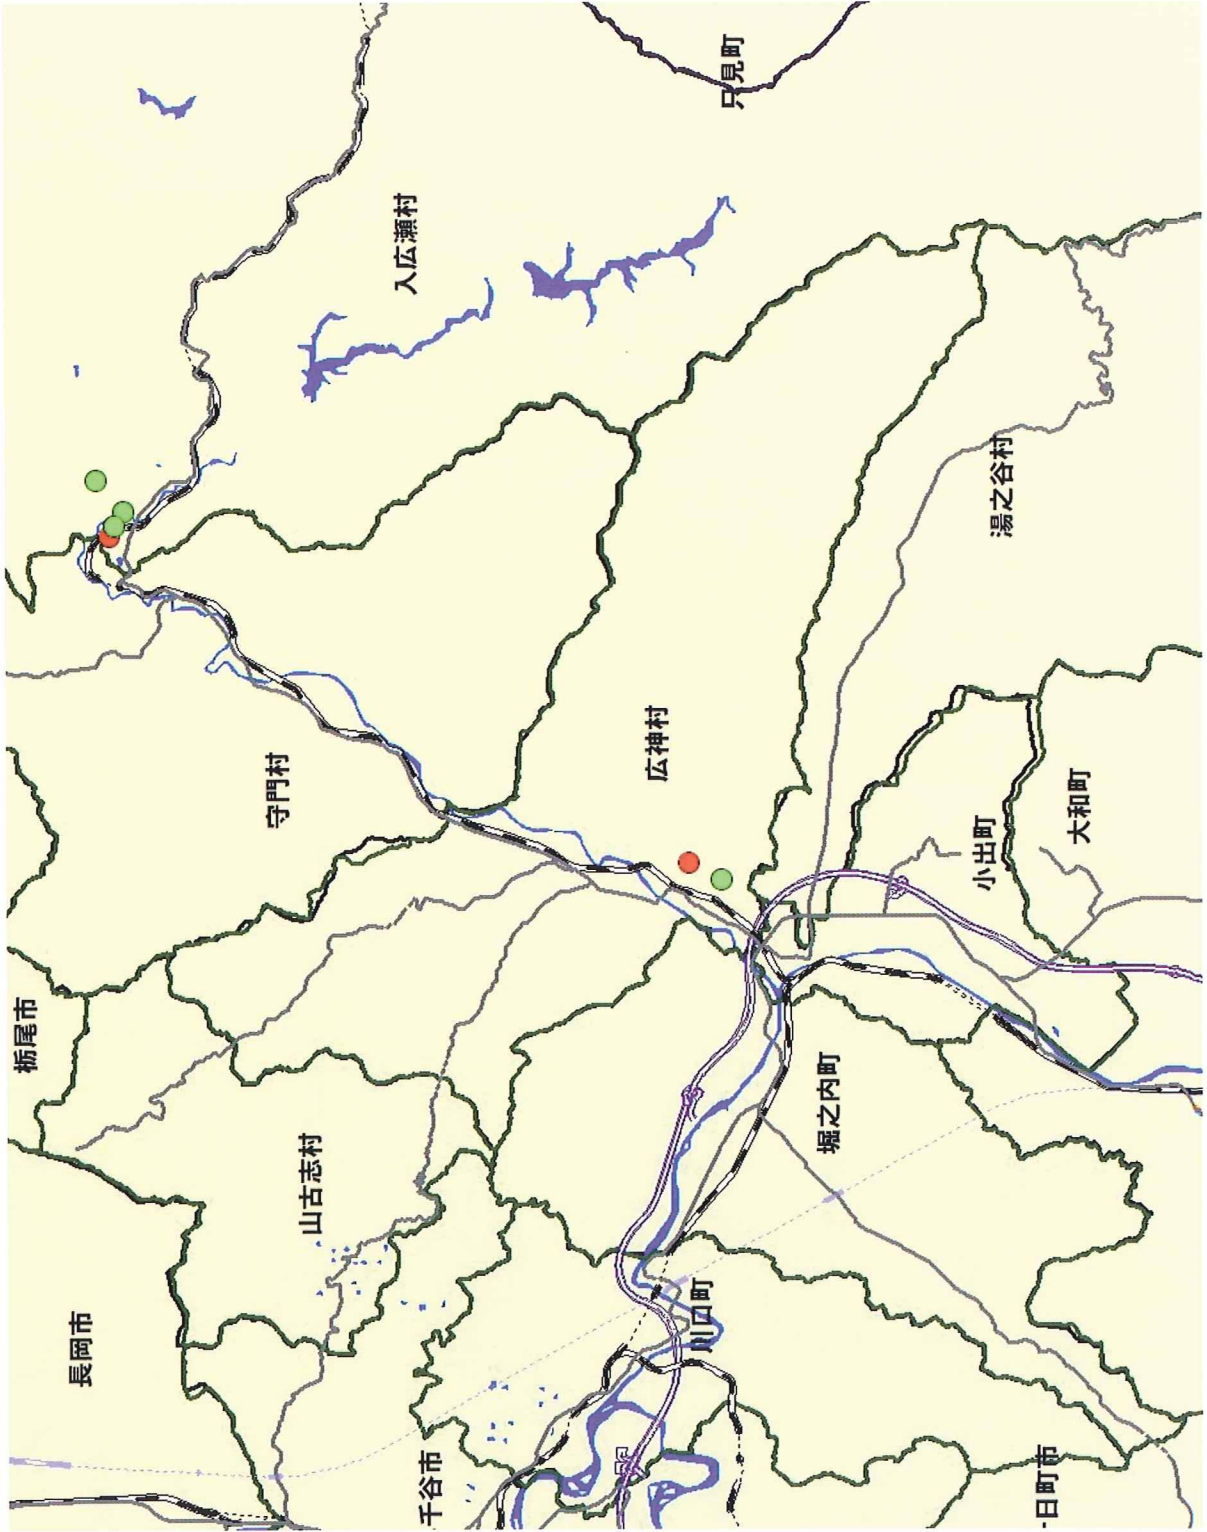 只見町
入広瀬村
湯之谷村
広神村
守門村
大和町
小出町
栃尾市
堀之内町
山古志村
川口町
長岡市
千谷市
日町市